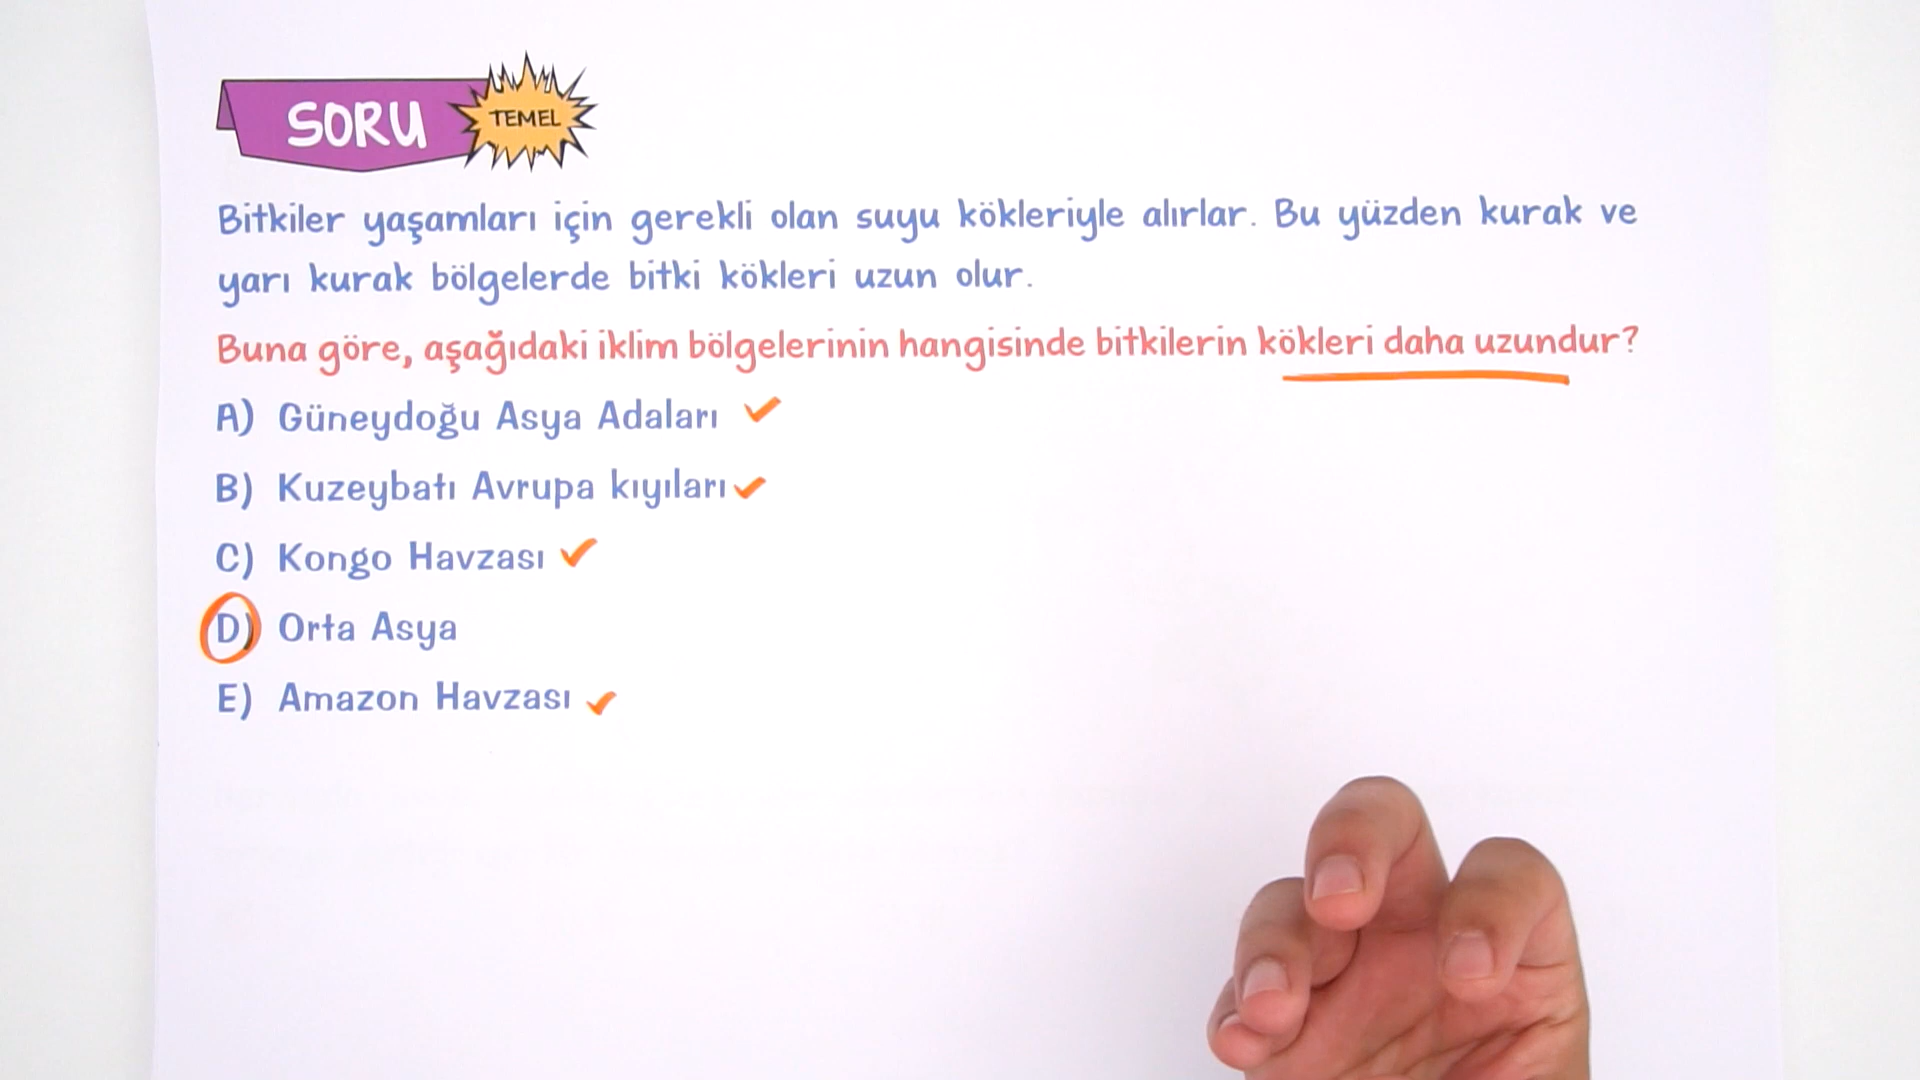 SORU
TEMEL
Bitkiler yaşamları için gerekli olan suyu kökleriyle alırlar. Bu yüzden kurak ve
yarı kurak bölgelerde bitki kökleri uzun olur.
Buna göre, aşağıdaki iklim bölgelerinin hangisinde bitkilerin kökleri daha uzundur?
A) Güneydoğu Asya Adaları
B) Kuzeybatı Avrupa kıyıları
C) Kongo Havzası
D) Orta Asya
E) Amazon Havzası